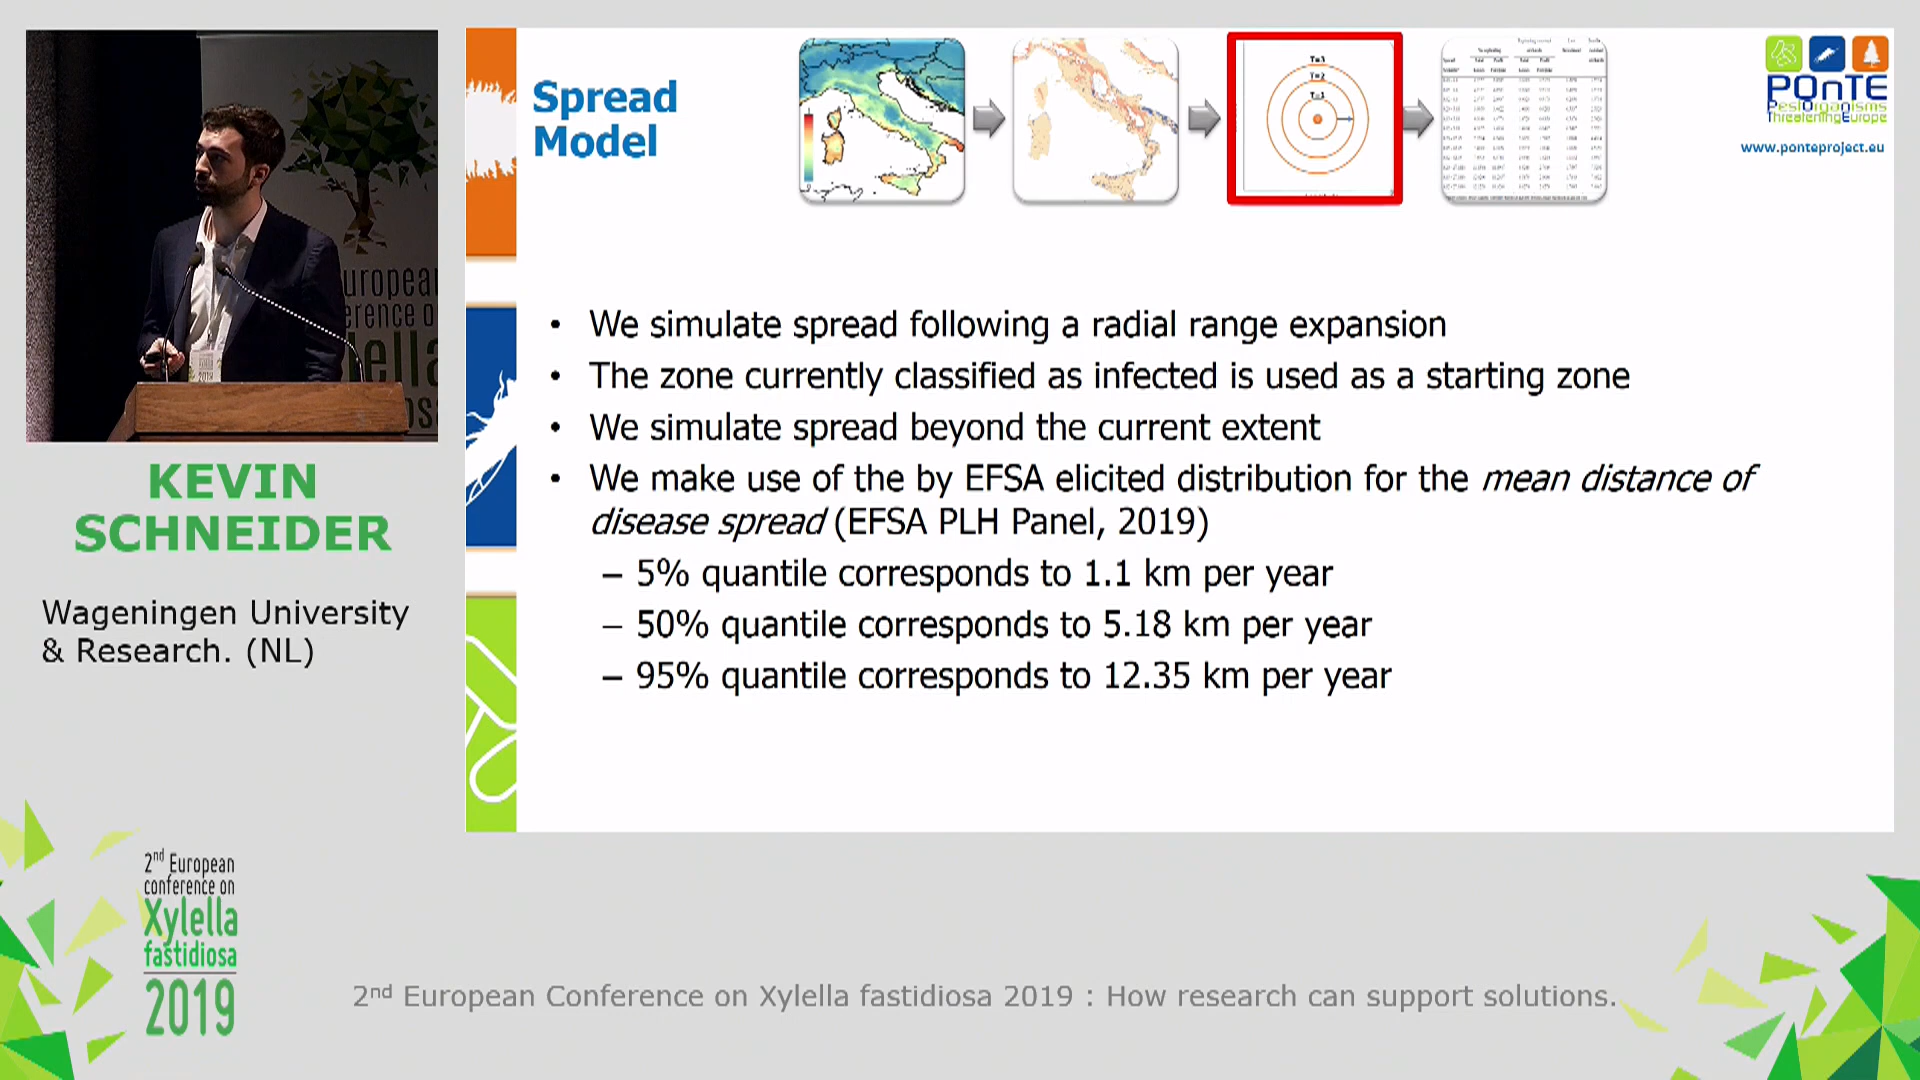 Spread
Model
T=3
T=2
T=1
PONTE
PestOrganisms
ThreateningEurope
www.ponteproject.eu
• We simulate spread following a radial range expansion
• The zone currently classified as infected is used as a starting zone
• We simulate spread beyond the current extent
• We make use of the by EFSA elicited distribution for the mean distance of
disease spread (EFSA PLH Panel, 2019)
– 5% quantile corresponds to 1.1 km per year
– 50% quantile corresponds to 5.18 km per year
– 95% quantile corresponds to 12.35 km per year
KEVIN
SCHNEIDER
Wageningen University
& Research. (NL)
2nd European
conference on
Xylella
fastidiosa
2019
2nd European Conference on Xylella fastidiosa 2019 : How research can support solutions.